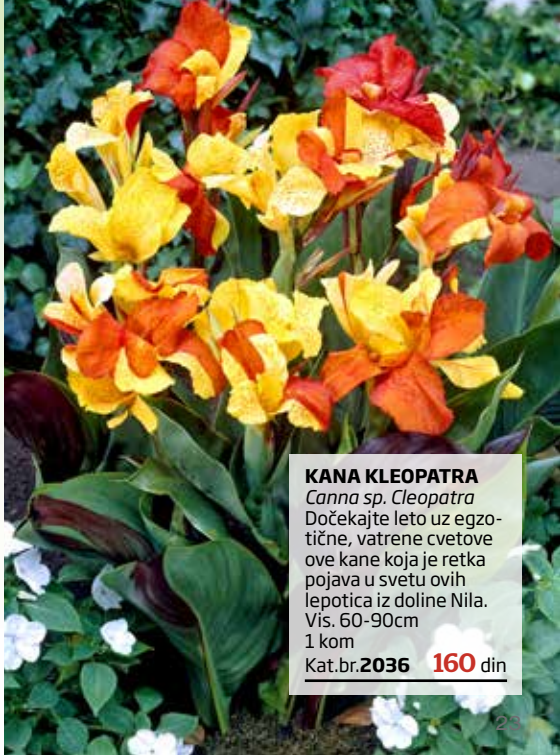 KANA KLEOPATRA
Canna sp. Cleopatra
Dočekajte leto uz egzo-
tične, vatrene cvetove
ove kane koja je retka
pojava u svetu ovih
lepotica iz doline Nila.
Vis. 60-90cm
1 kom
Kat.br.2036 160 din